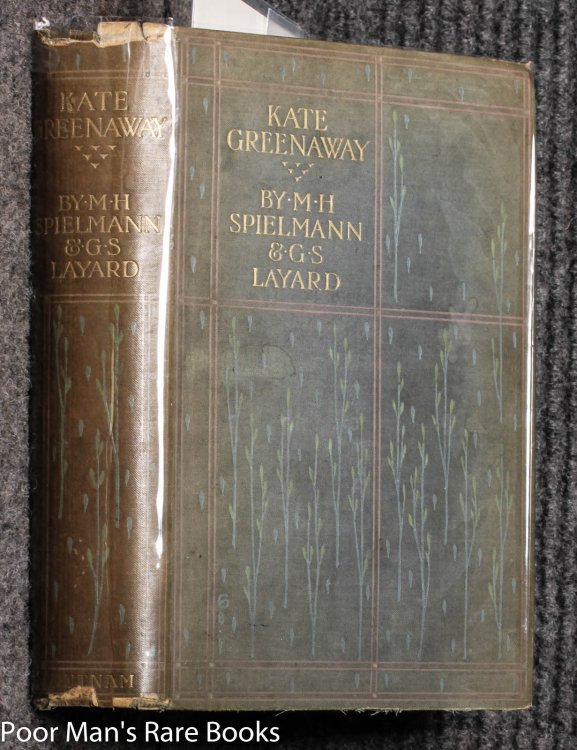 KATE
GREENAWAY
BY·M·H
SPIELMANN
&·G·S
LAYARD
KATE
GREENAWAY
BY·M·H
SPIELMANN
&·G·S
LAYARD
Poor Man's Rare Books